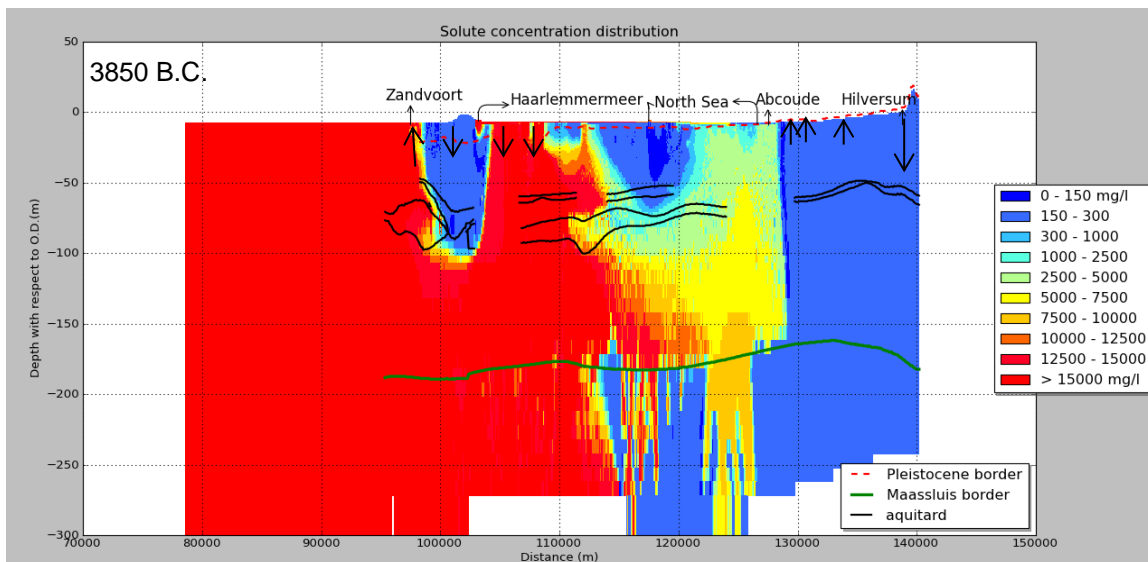 Solute concentration distribution
3850 B.C.
Zandvoort
Haarlemmermeer
North Sea
Abcoude
Hilversum
Depth with respect to O.D.(m)
50
0
−50
−100
−150
−200
−250
−300
70000
80000
90000
100000
110000
120000
130000
140000
150000
Distance (m)
0 - 150 mg/l
150 - 300
300 - 1000
1000 - 2500
2500 - 5000
5000 - 7500
7500 - 10000
10000 - 12500
12500 - 15000
> 15000 mg/l
Pleistocene border
Maassluis border
aquitard